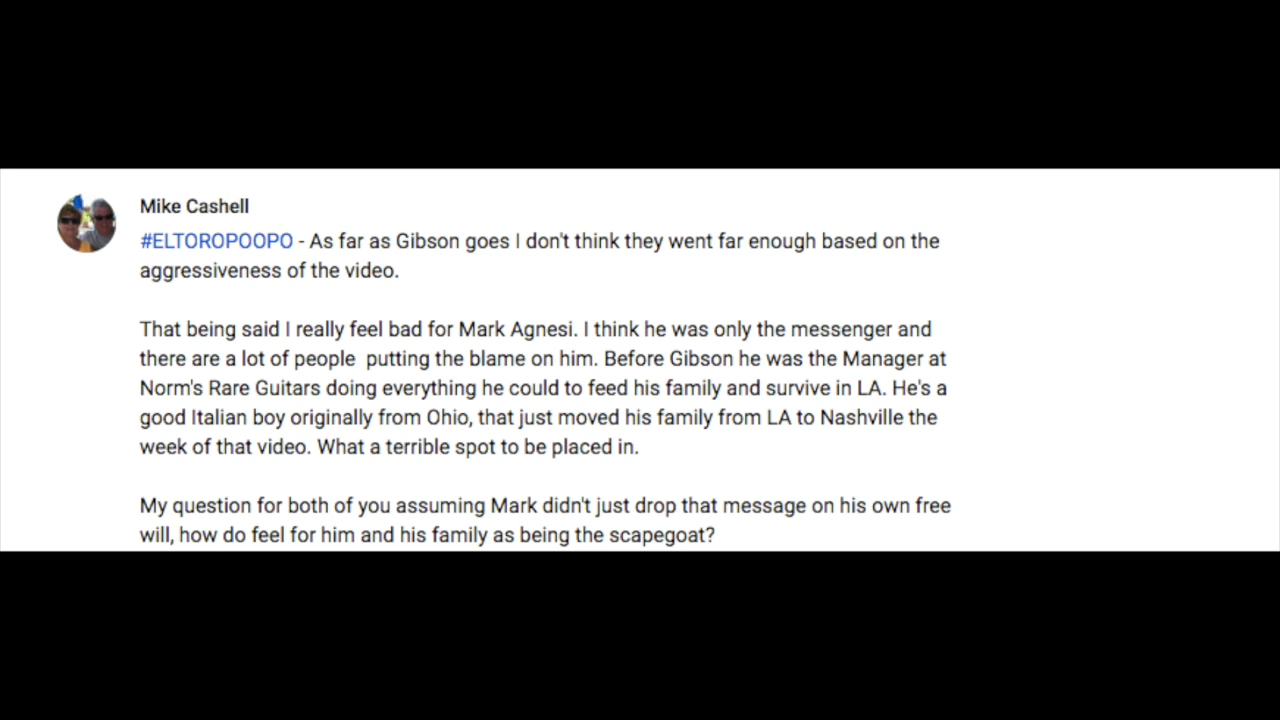 Mike Cashell
#ELTOROPOOPO - As far as Gibson goes I don't think they went far enough based on the
aggressiveness of the video.
That being said I really feel bad for Mark Agnesi. I think he was only the messenger and
there are a lot of people  putting the blame on him. Before Gibson he was the Manager at
Norm's Rare Guitars doing everything he could to feed his family and survive in LA. He's a
good Italian boy originally from Ohio, that just moved his family from LA to Nashville the
week of that video. What a terrible spot to be placed in.
My question for both of you assuming Mark didn't just drop that message on his own free
will, how do feel for him and his family as being the scapegoat?